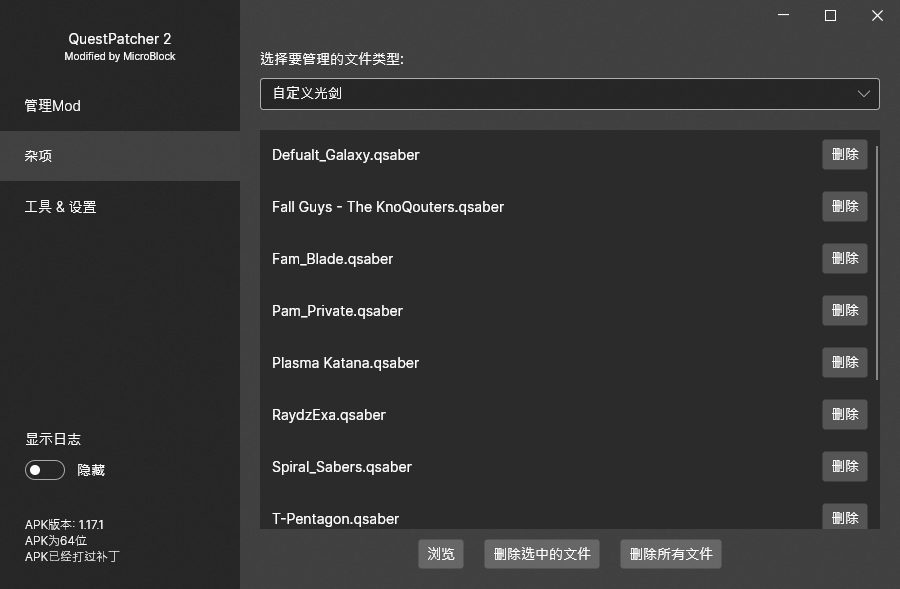 QuestPatcher 2
Modified by MicroBlock
管理Mod
杂项
工具 & 设置
显示日志
隐藏
APK版本: 1.17.1
APK为64位
APK已经打过补丁
选择要管理的文件类型:
自定义光剑
Defualt_Galaxy.qsaber 删除
Fall Guys - The KnoQouters.qsaber 删除
Fam_Blade.qsaber 删除
Pam_Private.qsaber 删除
Plasma Katana.qsaber 删除
RaydzExa.qsaber 删除
Spiral_Sabers.qsaber 删除
T-Pentagon.qsaber 删除
浏览 删除选中的文件 删除所有文件